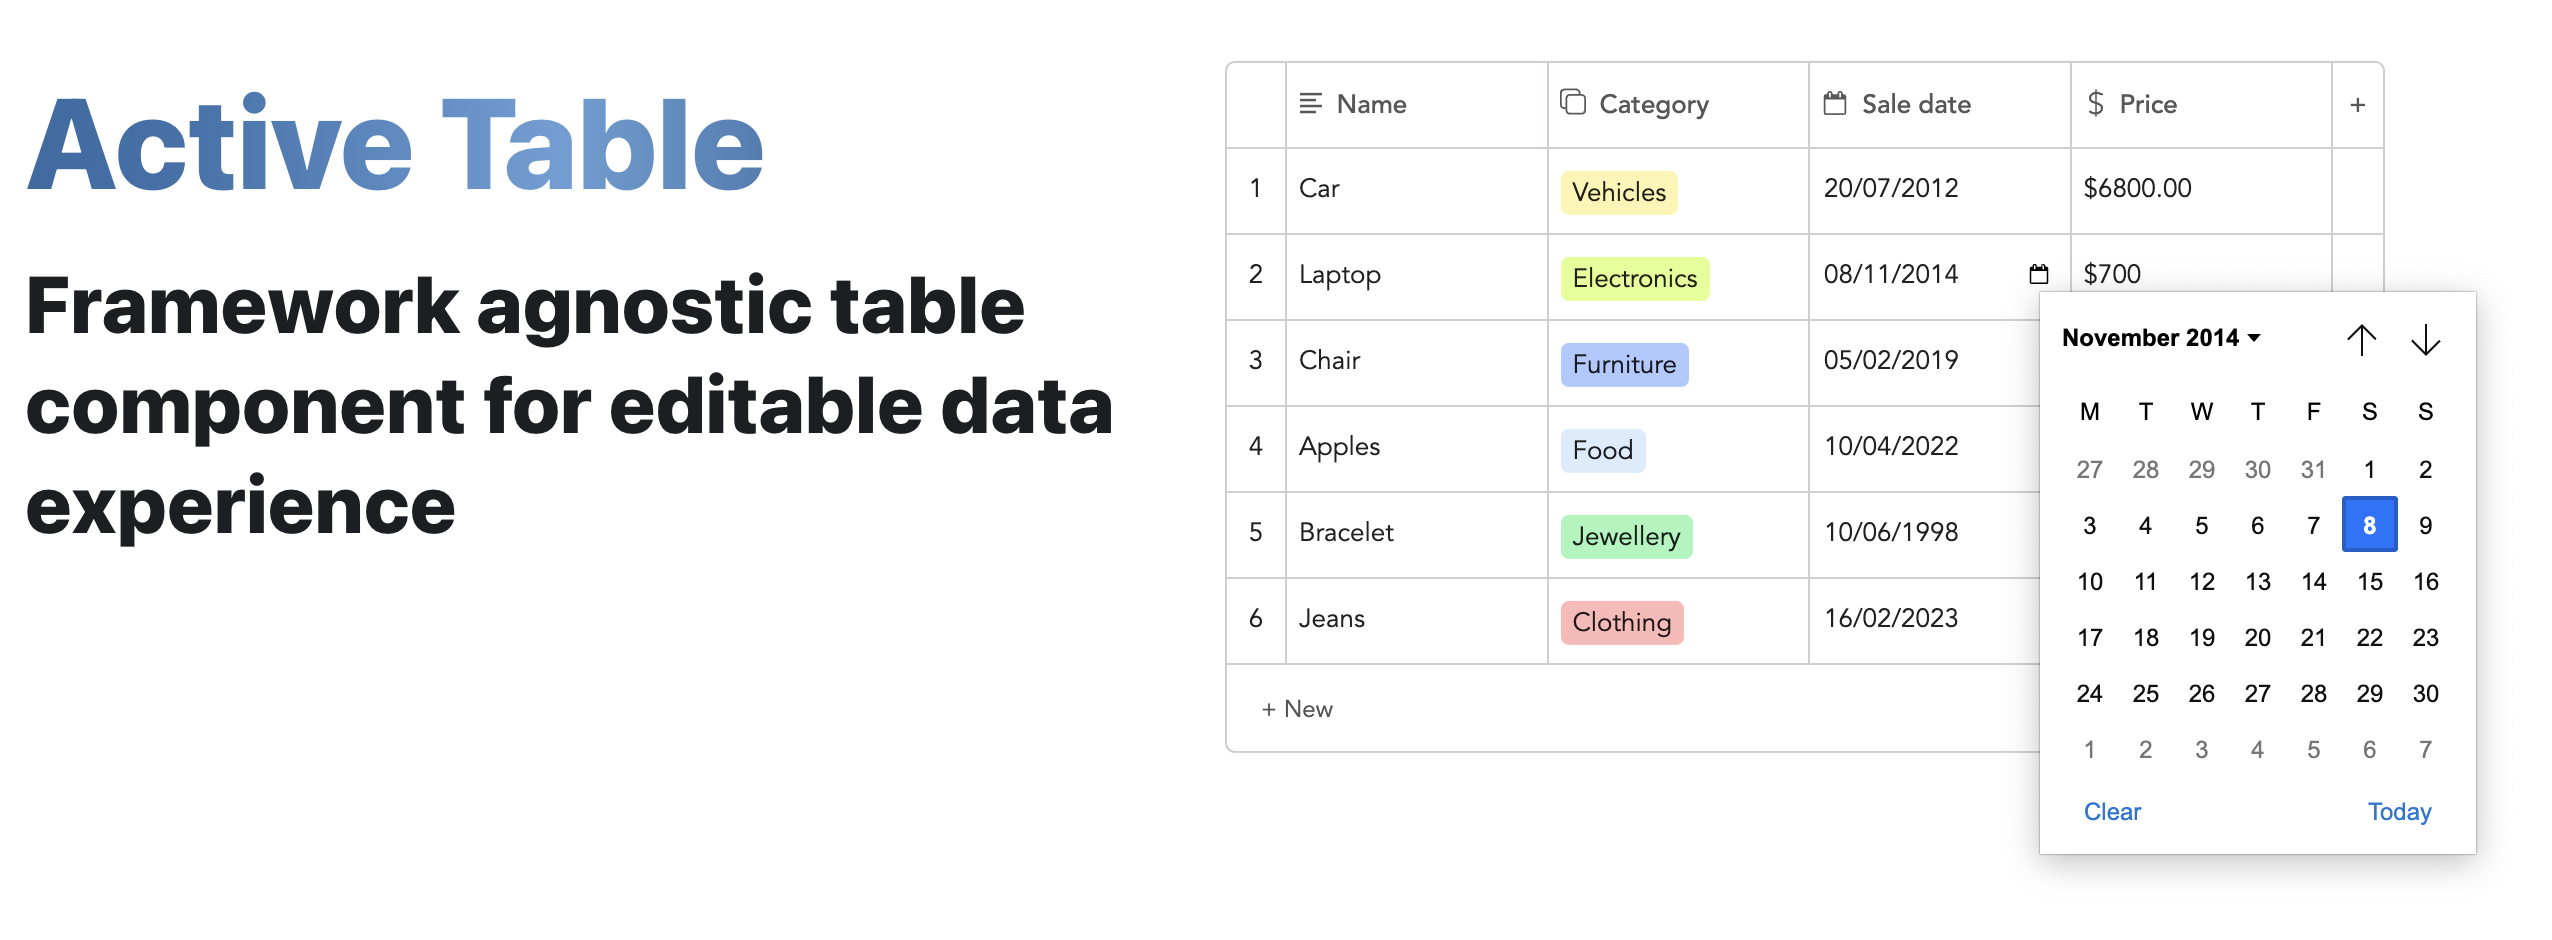 Active Table
Framework agnostic table
component for editable data
experience
Name Category Sale date $ Price +
1 Car Vehicles 20/07/2012 $6800.00
2 Laptop Electronics 08/11/2014 $700
3 Chair Furniture 05/02/2019
4 Apples Food 10/04/2022
5 Bracelet Jewellery 10/06/1998
6 Jeans Clothing 16/02/2023
+ New
November 2014
M T W T F S S
27 28 29 30 31 1 2
3 4 5 6 7 8 9
10 11 12 13 14 15 16
17 18 19 20 21 22 23
24 25 26 27 28 29 30
1 2 3 4 5 6 7
Clear Today